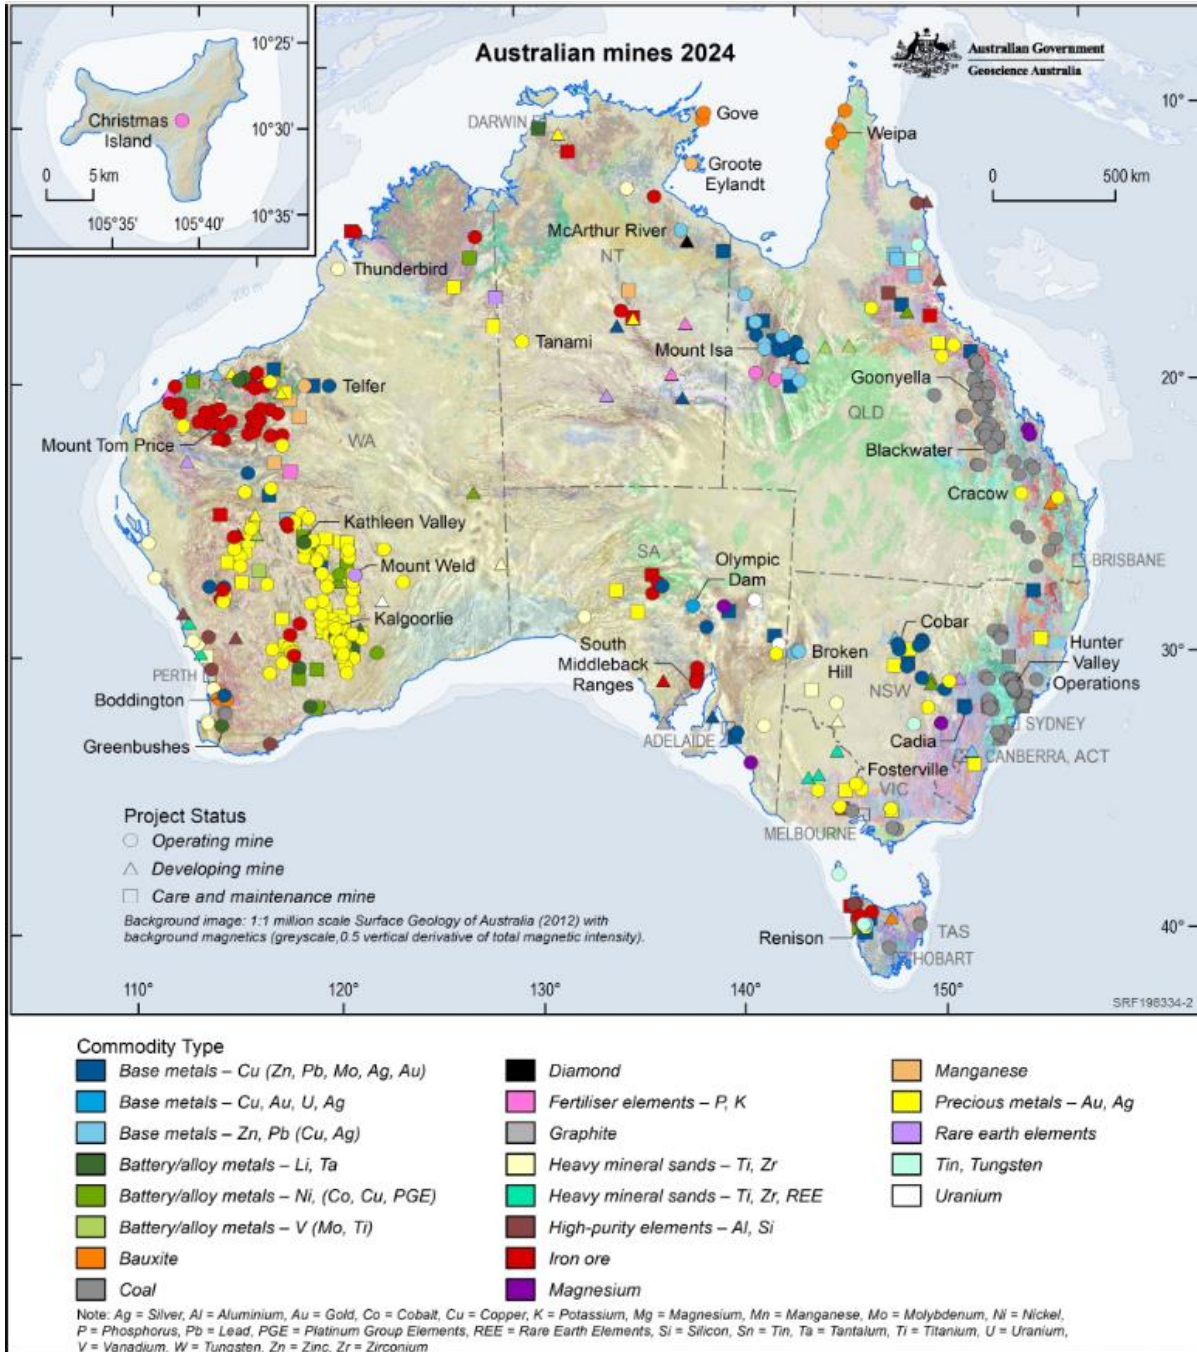 Australian mines 2024
Australian Government
Geoscience Australia
10°25'
10°30'
10°35'
Christmas
Island
0 5 km
105°35' 105°40'
10°
20°
30°
40°
0 500 km
DARWIN
Gove
Weipa
Groote
Eylandt
McArthur River
NT
Thunderbird
Tanami
Mount Isa
Telfer
Goonyella
QLD
Mount Tom Price
WA
Blackwater
Cracow
Kathleen Valley
Mount Weld
SA
Olympic
Dam
BRISBANE
Kalgoorlie
Cobar
South
Middleback
Ranges
Broken
Hill
Hunter
Valley
Operations
PERTH
NSW
Boddington
SYDNEY
Greenbushes
ADELAIDE
Cadia
CANBERRA, ACT
Fosterville
VIC
MELBOURNE
Project Status
Operating mine
Developing mine
Care and maintenance mine
Background image: 1:1 million scale Surface Geology of Australia (2012) with
background magnetics (greyscale,0.5 vertical derivative of total magnetic intensity).
Renison
TAS
HOBART
110° 120° 130° 140° 150°
SRF198334-2
Commodity Type
Base metals – Cu (Zn, Pb, Mo, Ag, Au)
Base metals – Cu, Au, U, Ag
Base metals – Zn, Pb (Cu, Ag)
Battery/alloy metals – Li, Ta
Battery/alloy metals – Ni, (Co, Cu, PGE)
Battery/alloy metals – V (Mo, Ti)
Bauxite
Coal
Diamond
Fertiliser elements – P, K
Graphite
Heavy mineral sands – Ti, Zr
Heavy mineral sands – Ti, Zr, REE
High-purity elements – Al, Si
Iron ore
Magnesium
Manganese
Precious metals – Au, Ag
Rare earth elements
Tin, Tungsten
Uranium
Note: Ag = Silver, Al = Aluminium, Au = Gold, Co = Cobalt, Cu = Copper, K = Potassium, Mg = Magnesium, Mn = Manganese, Mo = Molybdenum, Ni = Nickel,
P = Phosphorus, Pb = Lead, PGE = Platinum Group Elements, REE = Rare Earth Elements, Si = Silicon, Sn = Tin, Ta = Tantalum, Ti = Titanium, U = Uranium,
V = Vanadium, W = Tungsten, Zn = Zinc, Zr = Zirconium